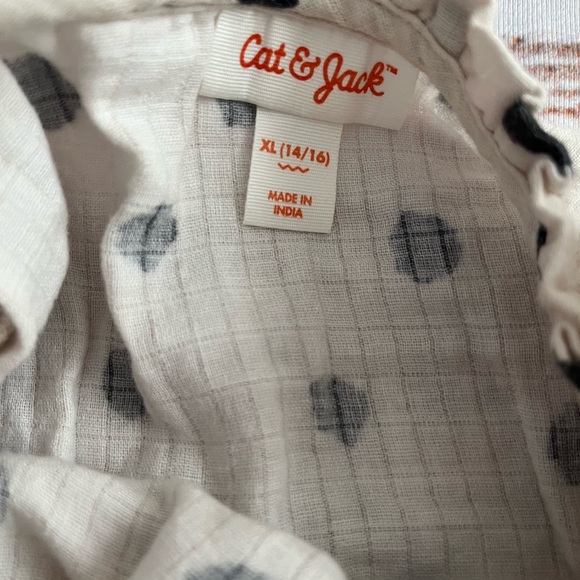 Cat & Jack™
XL (14/16)
MADE IN
INDIA